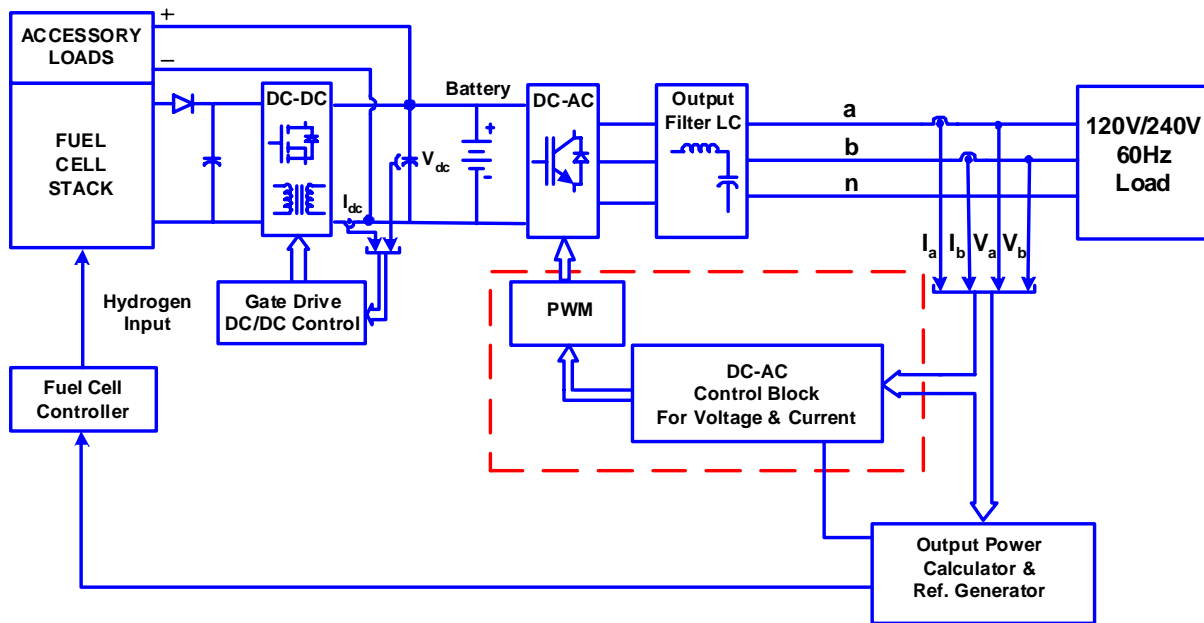 +
ACCESSORY
LOADS
−
FUEL
CELL
STACK
DC-DC
Battery
+
V_dc
I_dc
DC-AC
Output
Filter LC
a
b
n
120V/240V
60Hz
Load
I_a I_b V_a V_b
Hydrogen
Input
Gate Drive
DC/DC Control
PWM
DC-AC
Control Block
For Voltage & Current
Fuel Cell
Controller
Output Power
Calculator &
Ref. Generator